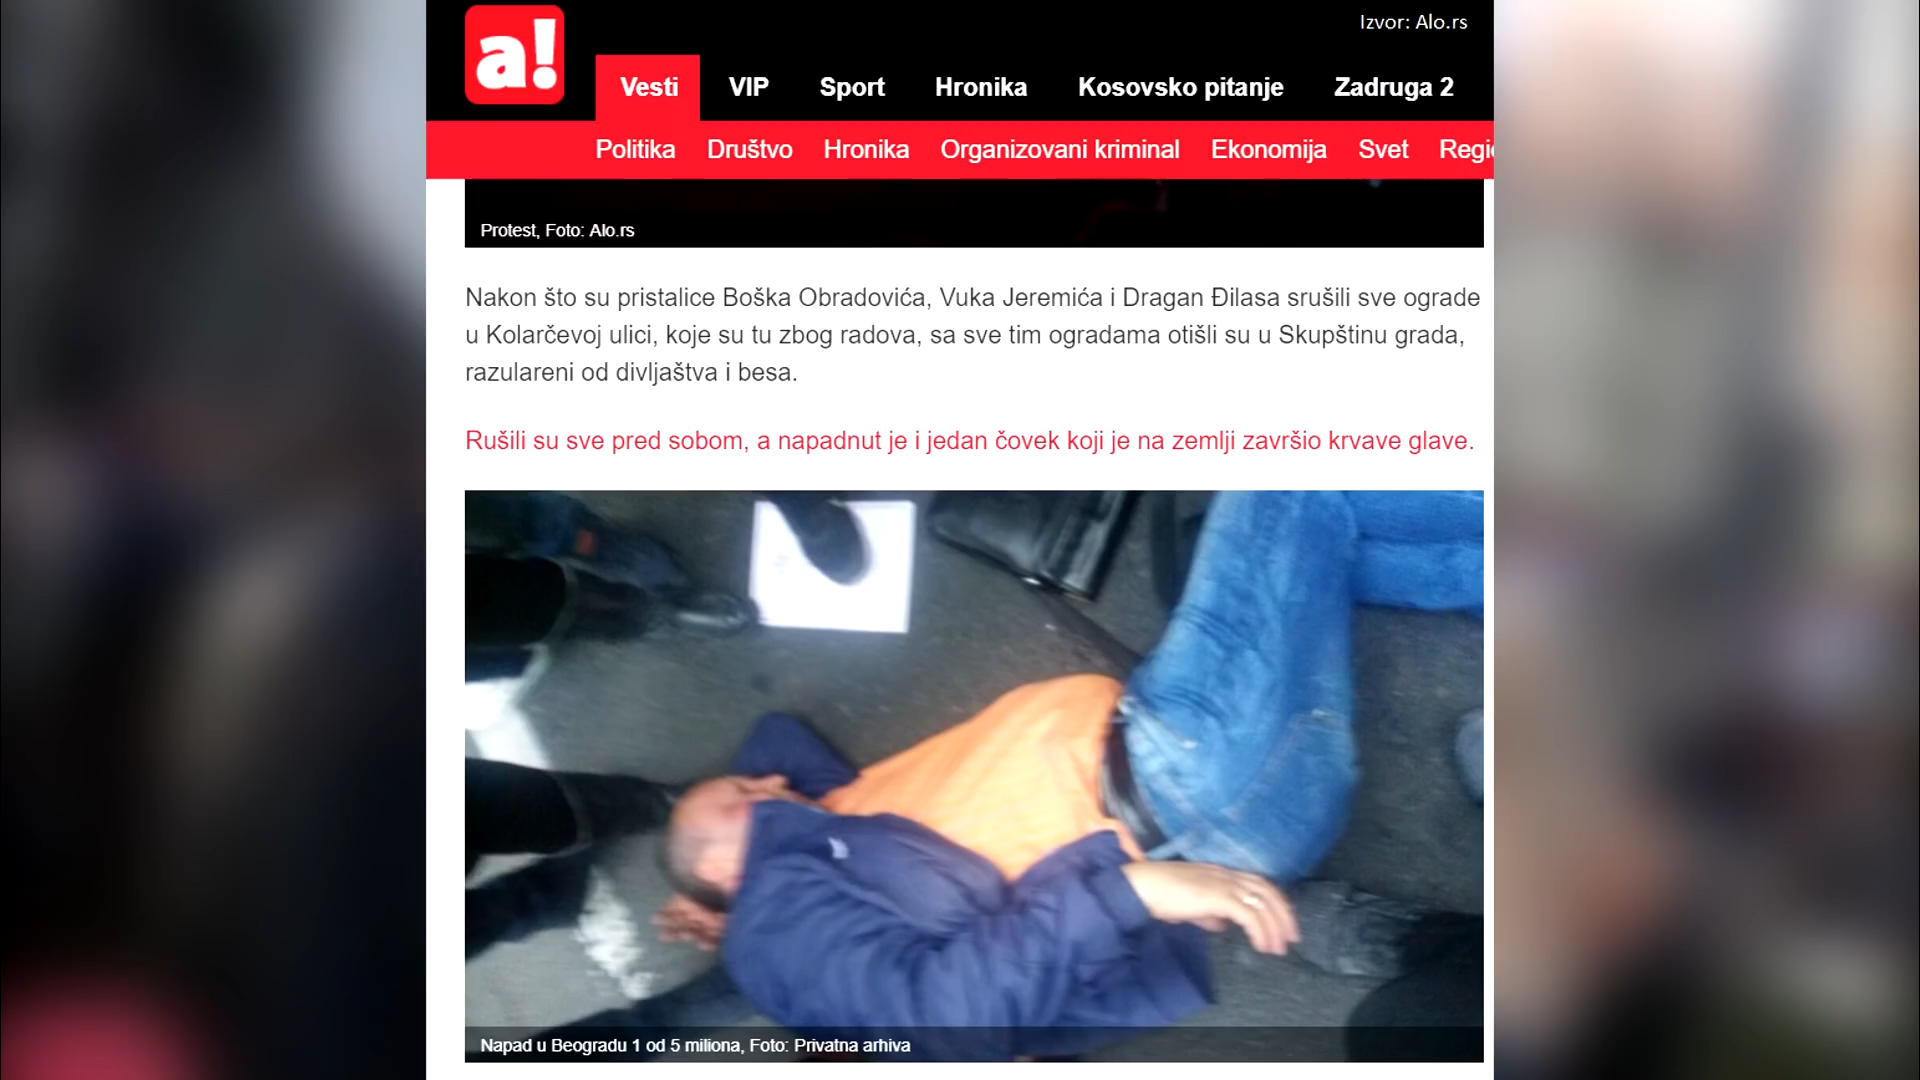 Izvor: Alo.rs
a!
Vesti VIP Sport Hronika Kosovsko pitanje Zadruga 2
Politika Društvo Hronika Organizovani kriminal Ekonomija Svet Regi
Protest, Foto: Alo.rs
Nakon što su pristalice Boška Obradovića, Vuka Jeremića i Dragan Đilasa srušili sve ograde
u Kolarčevoj ulici, koje su tu zbog radova, sa sve tim ogradama otišli su u Skupštinu grada,
razulareni od divljaštva i besa.
Rušili su sve pred sobom, a napadnut je i jedan čovek koji je na zemlji završio krvave glave.
Napad u Beogradu 1 od 5 miliona, Foto: Privatna arhiva